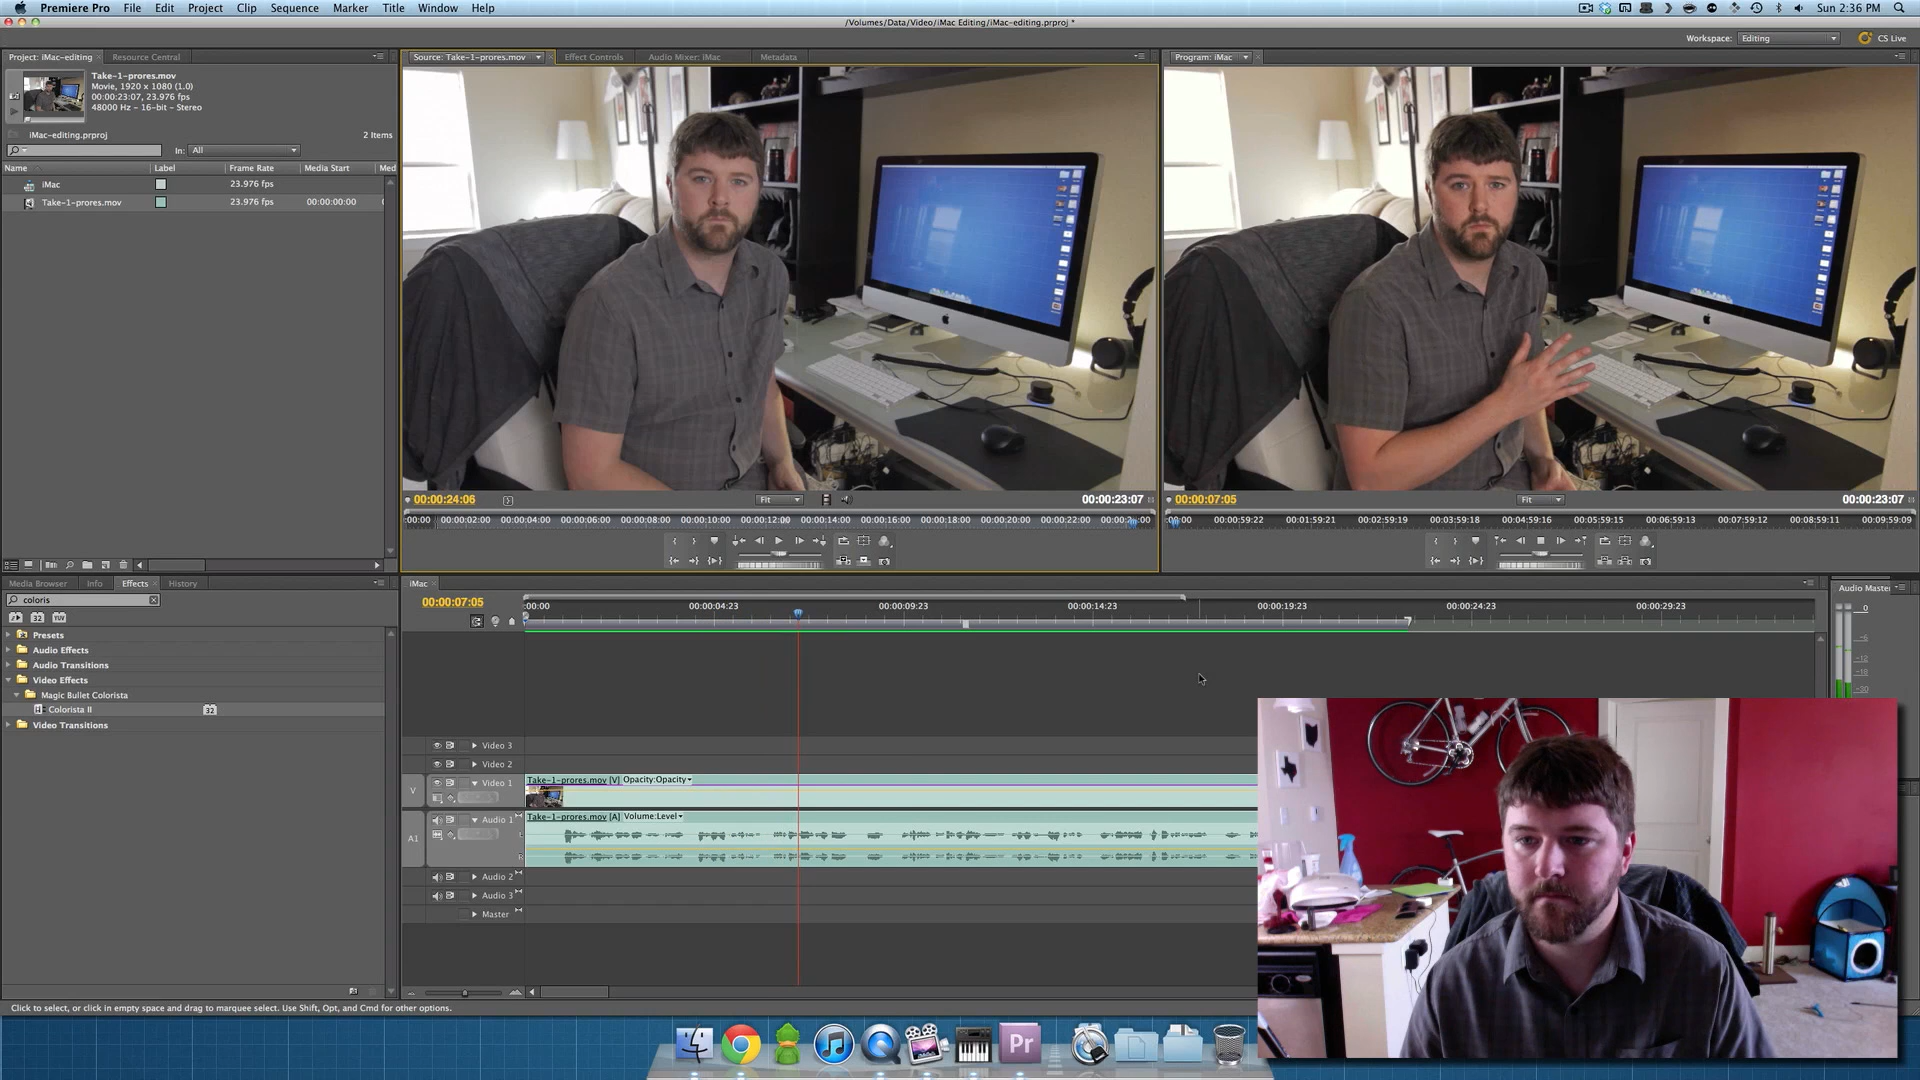 Premiere Pro File Edit Project Clip Sequence Marker Title Window Help
Sun 2:36 PM
/Volumes/Data/Video/iMac Editing/iMac-editing.prproj *
Workspace: Editing CS Live
Project: iMac-editing Resource Central
Take-1-prores.mov
Movie, 1920 x 1080 (1.0)
00:00:23:07, 23.976 fps
48000 Hz - 16-bit - Stereo
iMac-editing.prproj 2 Items
In: All
Name Label Frame Rate Media Start Med
iMac 23.976 fps
Take-1-prores.mov 23.976 fps 00:00:00:00
Source: Take-1-prores.mov Effect Controls Audio Mixer: iMac Metadata
00:00:24:06 Fit 00:00:23:07
:00:00 00:00:02:00 00:00:04:00 00:00:06:00 00:00:08:00 00:00:10:00 00:00:12:00 00:00:14:00 00:00:16:00 00:00:18:00 00:00:20:00 00:00:22:00
Program: iMac
00:00:07:05 Fit 00:00:23:07
00:00:59:22 00:01:59:21 00:02:59:19 00:03:59:18 00:04:59:16 00:05:59:15 00:06:59:13 00:07:59:12 00:08:59:11 00:09:59:09
Media Browser Info Effects History
coloris
32 YUV
Presets
Audio Effects
Audio Transitions
Video Effects
Magic Bullet Colorista
Colorista II 32
Video Transitions
iMac
00:00:07:05
:00:00 00:00:04:23 00:00:09:23 00:00:14:23 00:00:19:23 00:00:24:23 00:00:29:23
Video 3
Video 2
V Video 1
Take-1-prores.mov [V] Opacity:Opacity
A1 Audio 1
Take-1-prores.mov [A] Volume:Level
Audio 2
Audio 3
Master
Audio Master
0
-6
-12
Click to select, or click in empty space and drag to marquee select. Use Shift, Opt, and Cmd for other options.
Pr